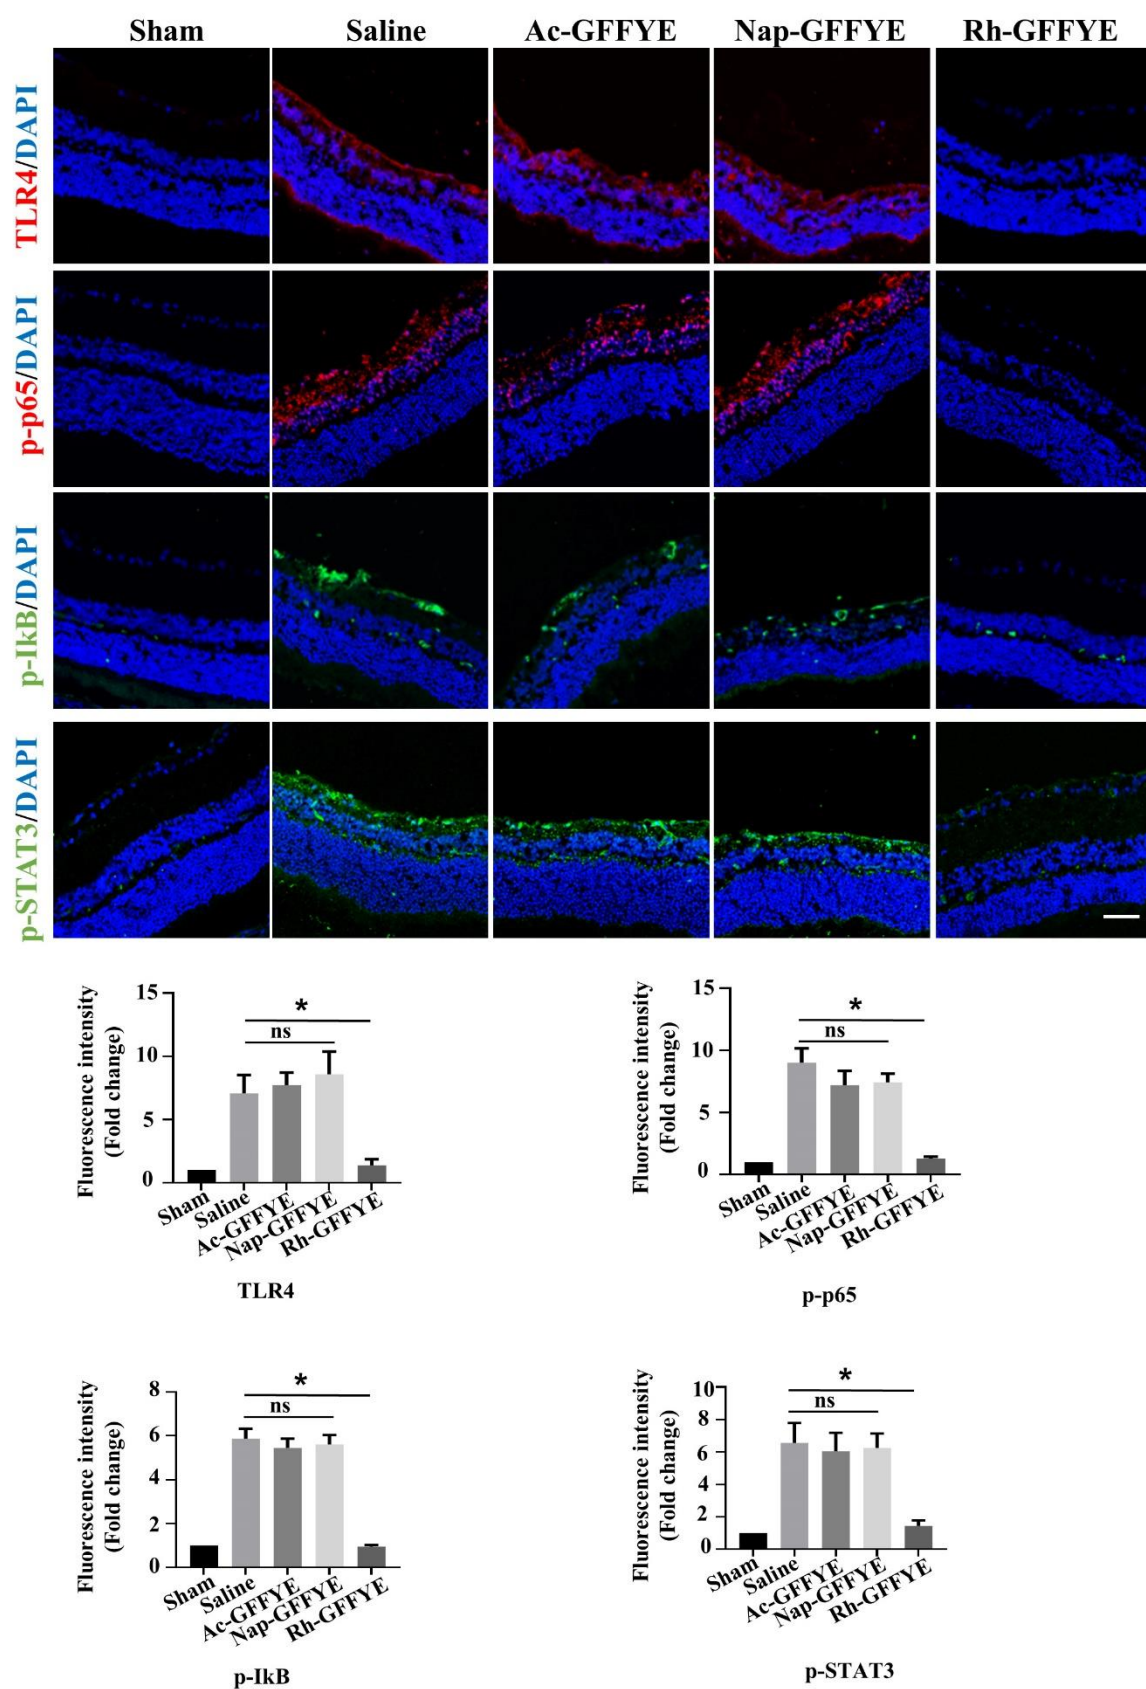 Sham Saline Ac-GFFYE Nap-GFFYE Rh-GFFYE
TLR4/DAPI
p-p65/DAPI
p-IkB/DAPI
p-STAT3/DAPI
Fluorescence intensity
(Fold change)
15
10
5
0
*
ns
Sham
Saline
Ac-GFFYE
Nap-GFFYE
Rh-GFFYE
TLR4
Fluorescence intensity
(Fold change)
15
10
5
0
*
ns
Sham
Saline
Ac-GFFYE
Nap-GFFYE
Rh-GFFYE
p-p65
Fluorescence intensity
(Fold change)
8
6
4
2
0
*
ns
Sham
Saline
Ac-GFFYE
Nap-GFFYE
Rh-GFFYE
p-IkB
Fluorescence intensity
(Fold change)
10
8
6
4
2
0
*
ns
Sham
Saline
Ac-GFFYE
Nap-GFFYE
Rh-GFFYE
p-STAT3